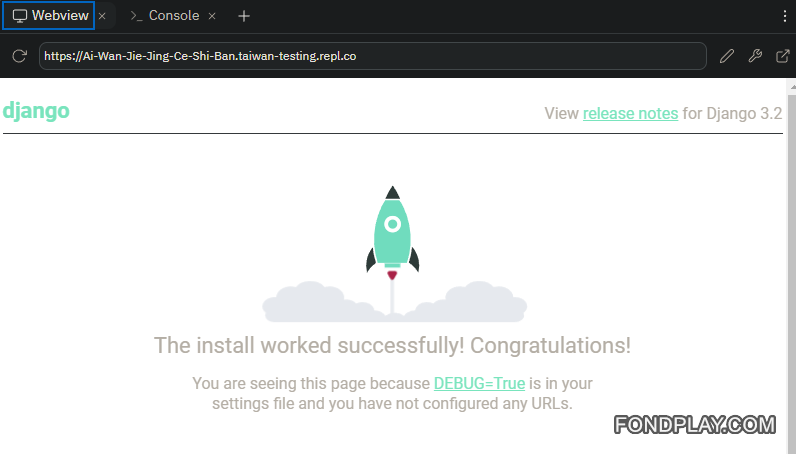 Webview
Console
https://Ai-Wan-Jie-Jing-Ce-Shi-Ban.taiwan-testing.repl.co
django
View release notes for Django 3.2
The install worked successfully! Congratulations!
You are seeing this page because DEBUG=True is in your
settings file and you have not configured any URLs.
FONDPLAY.COM